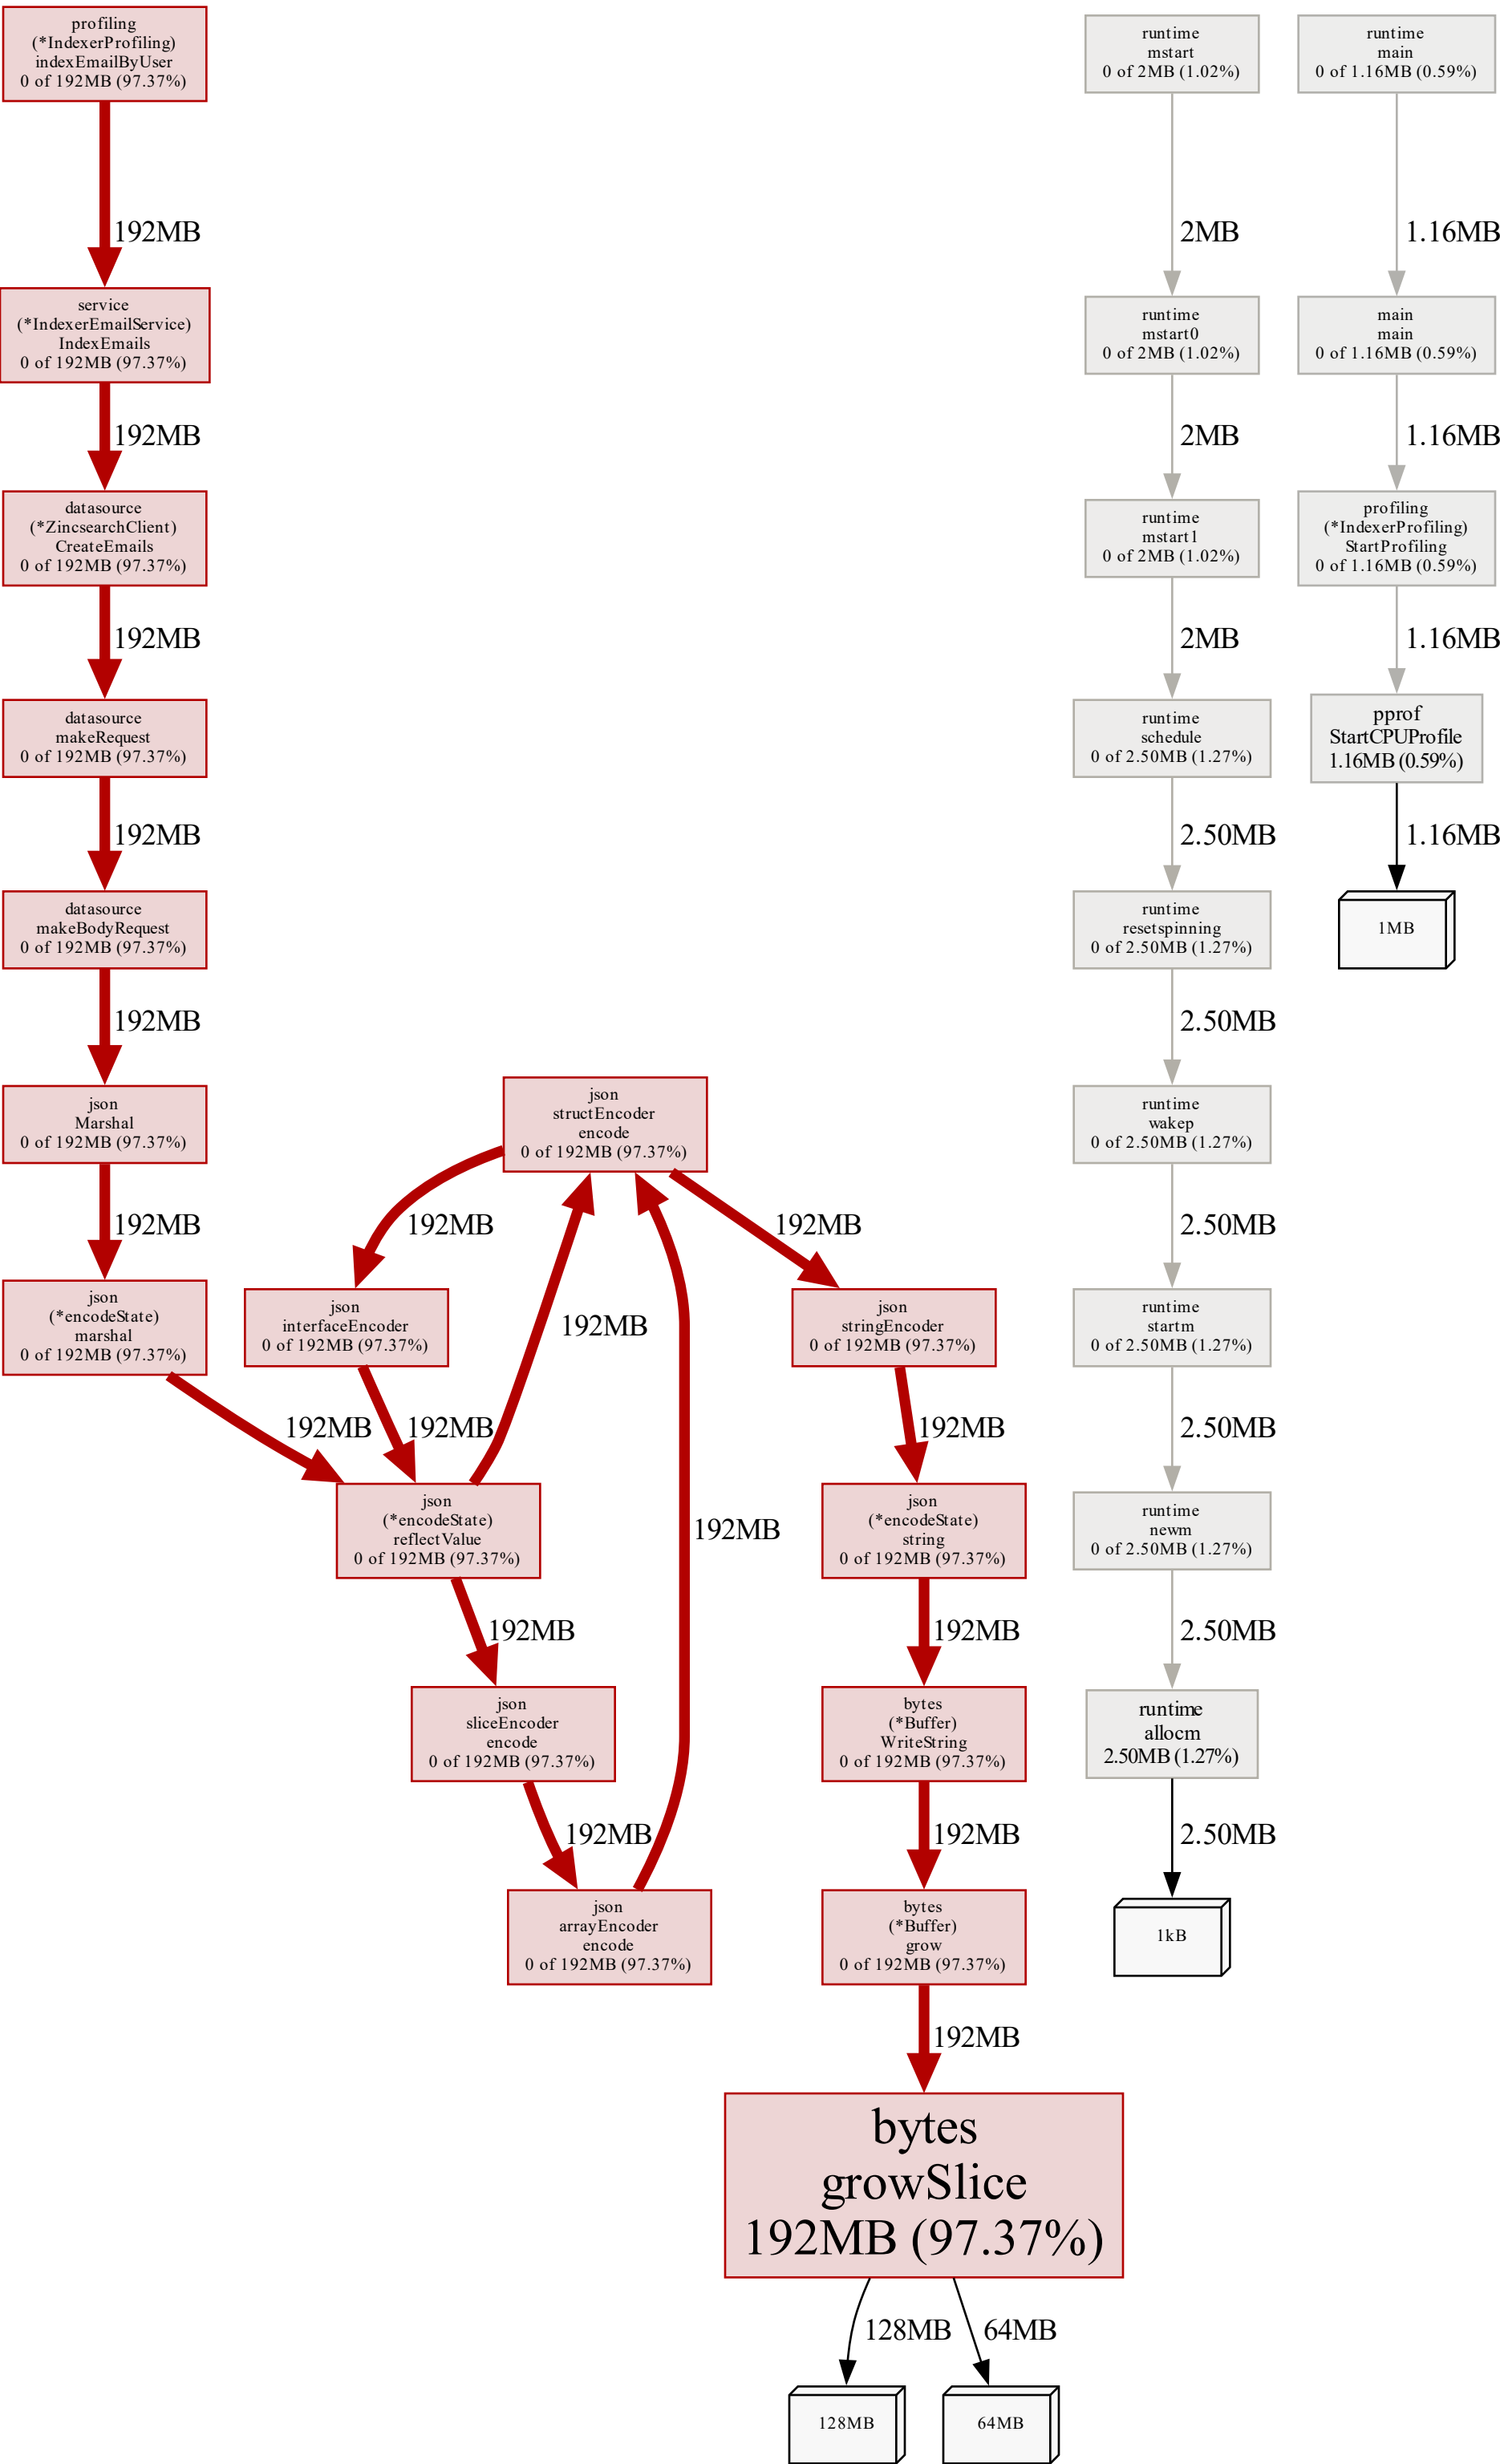 profiling
(*IndexerProfiling)
indexEmailByUser
0 of 192MB (97.37%)
192MB
service
(*IndexerEmailService)
IndexEmails
0 of 192MB (97.37%)
192MB
datasource
(*ZincsearchClient)
CreateEmails
0 of 192MB (97.37%)
192MB
datasource
makeRequest
0 of 192MB (97.37%)
192MB
datasource
makeBodyRequest
0 of 192MB (97.37%)
192MB
json
Marshal
0 of 192MB (97.37%)
192MB
json
(*encodeState)
marshal
0 of 192MB (97.37%)
192MB
json
structEncoder
encode
0 of 192MB (97.37%)
192MB
192MB
json
interfaceEncoder
0 of 192MB (97.37%)
192MB
192MB
json
(*encodeState)
reflectValue
0 of 192MB (97.37%)
192MB
json
sliceEncoder
encode
0 of 192MB (97.37%)
192MB
json
arrayEncoder
encode
0 of 192MB (97.37%)
192MB
json
stringEncoder
0 of 192MB (97.37%)
192MB
json
(*encodeState)
string
0 of 192MB (97.37%)
192MB
bytes
(*Buffer)
WriteString
0 of 192MB (97.37%)
192MB
bytes
(*Buffer)
grow
0 of 192MB (97.37%)
192MB
bytes
growSlice
192MB (97.37%)
128MB
64MB
128MB
64MB
runtime
mstart
0 of 2MB (1.02%)
2MB
runtime
mstart0
0 of 2MB (1.02%)
2MB
runtime
mstart1
0 of 2MB (1.02%)
2MB
runtime
schedule
0 of 2.50MB (1.27%)
2.50MB
runtime
resetspinning
0 of 2.50MB (1.27%)
2.50MB
runtime
wakep
0 of 2.50MB (1.27%)
2.50MB
runtime
startm
0 of 2.50MB (1.27%)
2.50MB
runtime
newm
0 of 2.50MB (1.27%)
2.50MB
runtime
allocm
2.50MB (1.27%)
2.50MB
1kB
runtime
main
0 of 1.16MB (0.59%)
1.16MB
main
main
0 of 1.16MB (0.59%)
1.16MB
profiling
(*IndexerProfiling)
StartProfiling
0 of 1.16MB (0.59%)
1.16MB
pprof
StartCPUProfile
1.16MB (0.59%)
1.16MB
1MB